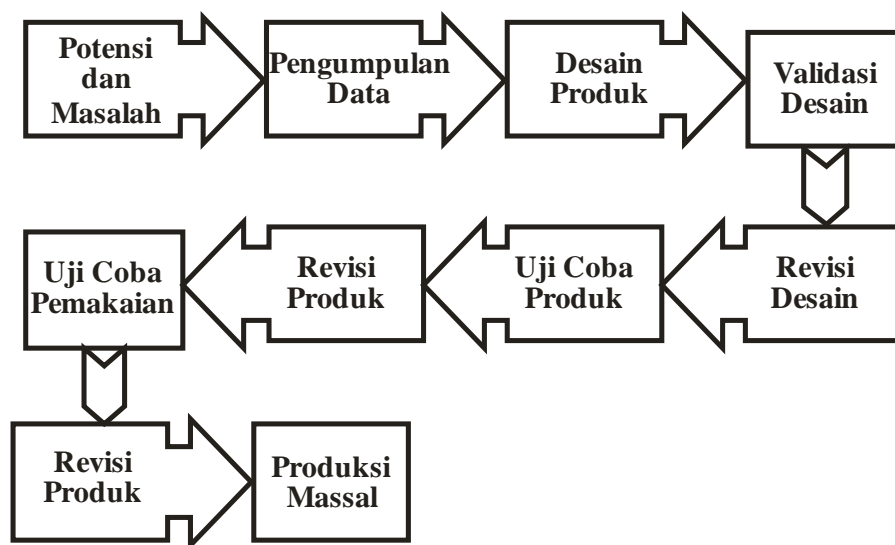 Potensi
dan
Masalah
Pengumpulan
Data
Desain
Produk
Validasi
Desain
Revisi
Desain
Uji Coba
Produk
Revisi
Produk
Uji Coba
Pemakaian
Revisi
Produk
Produksi
Massal